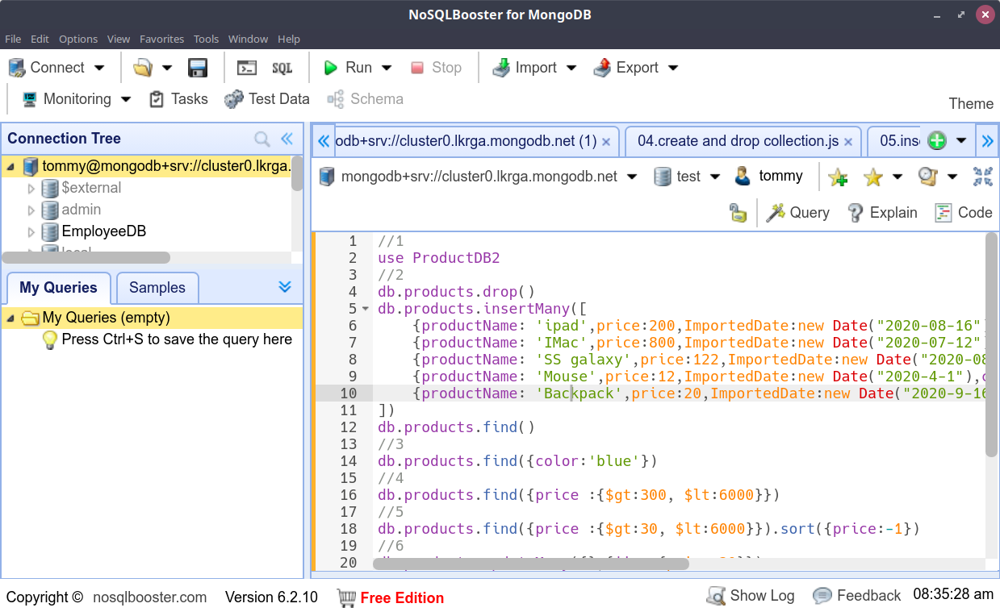 NoSQLBooster for MongoDB
File Edit Options View Favorites Tools Window Help
Connect SQL Run Stop Import Export
Monitoring Tasks Test Data Schema
Theme
Connection Tree
tommy@mongodb+srv://cluster0.lkrga.
$external
admin
EmployeeDB
local
My Queries Samples
My Queries (empty)
Press Ctrl+S to save the query here
odb+srv://cluster0.lkrga.mongodb.net (1) × 04.create and drop collection.js × 05.ins
mongodb+srv://cluster0.lkrga.mongodb.net test tommy
Query Explain Code
1 //1
2 use ProductDB2
3 //2
4 db.products.drop()
5 db.products.insertMany([
6 {productName: 'ipad',price:200,ImportedDate:new Date("2020-08-16")
7 {productName: 'IMac',price:800,ImportedDate:new Date("2020-07-12")
8 {productName: 'SS galaxy',price:122,ImportedDate:new Date("2020-08
9 {productName: 'Mouse',price:12,ImportedDate:new Date("2020-4-1"),c
10 {productName: 'Backpack',price:20,ImportedDate:new Date("2020-9-16
11 ])
12 db.products.find()
13 //3
14 db.products.find({color:'blue'})
15 //4
16 db.products.find({price :{$gt:300, $lt:6000}})
17 //5
18 db.products.find({price :{$gt:30, $lt:6000}}).sort({price:-1})
19 //6
20
Copyright © nosqlbooster.com Version 6.2.10 Free Edition Show Log Feedback 08:35:28 am